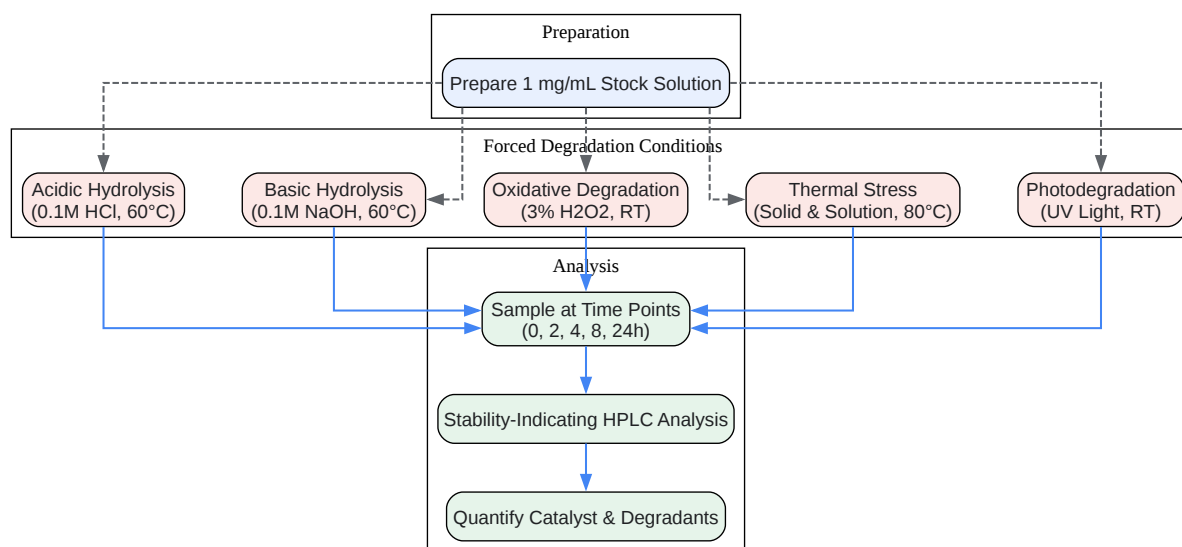 Preparation
Prepare 1 mg/mL Stock Solution
Forced Degradation Conditions
Acidic Hydrolysis
(0.1M HCl, 60°C)
Basic Hydrolysis
(0.1M NaOH, 60°C)
Oxidative Degradation
(3% H2O2, RT)
Thermal Stress
(Solid & Solution, 80°C)
Photodegradation
(UV Light, RT)
Analysis
Sample at Time Points
(0, 2, 4, 8, 24h)
Stability-Indicating HPLC Analysis
Quantify Catalyst & Degradants